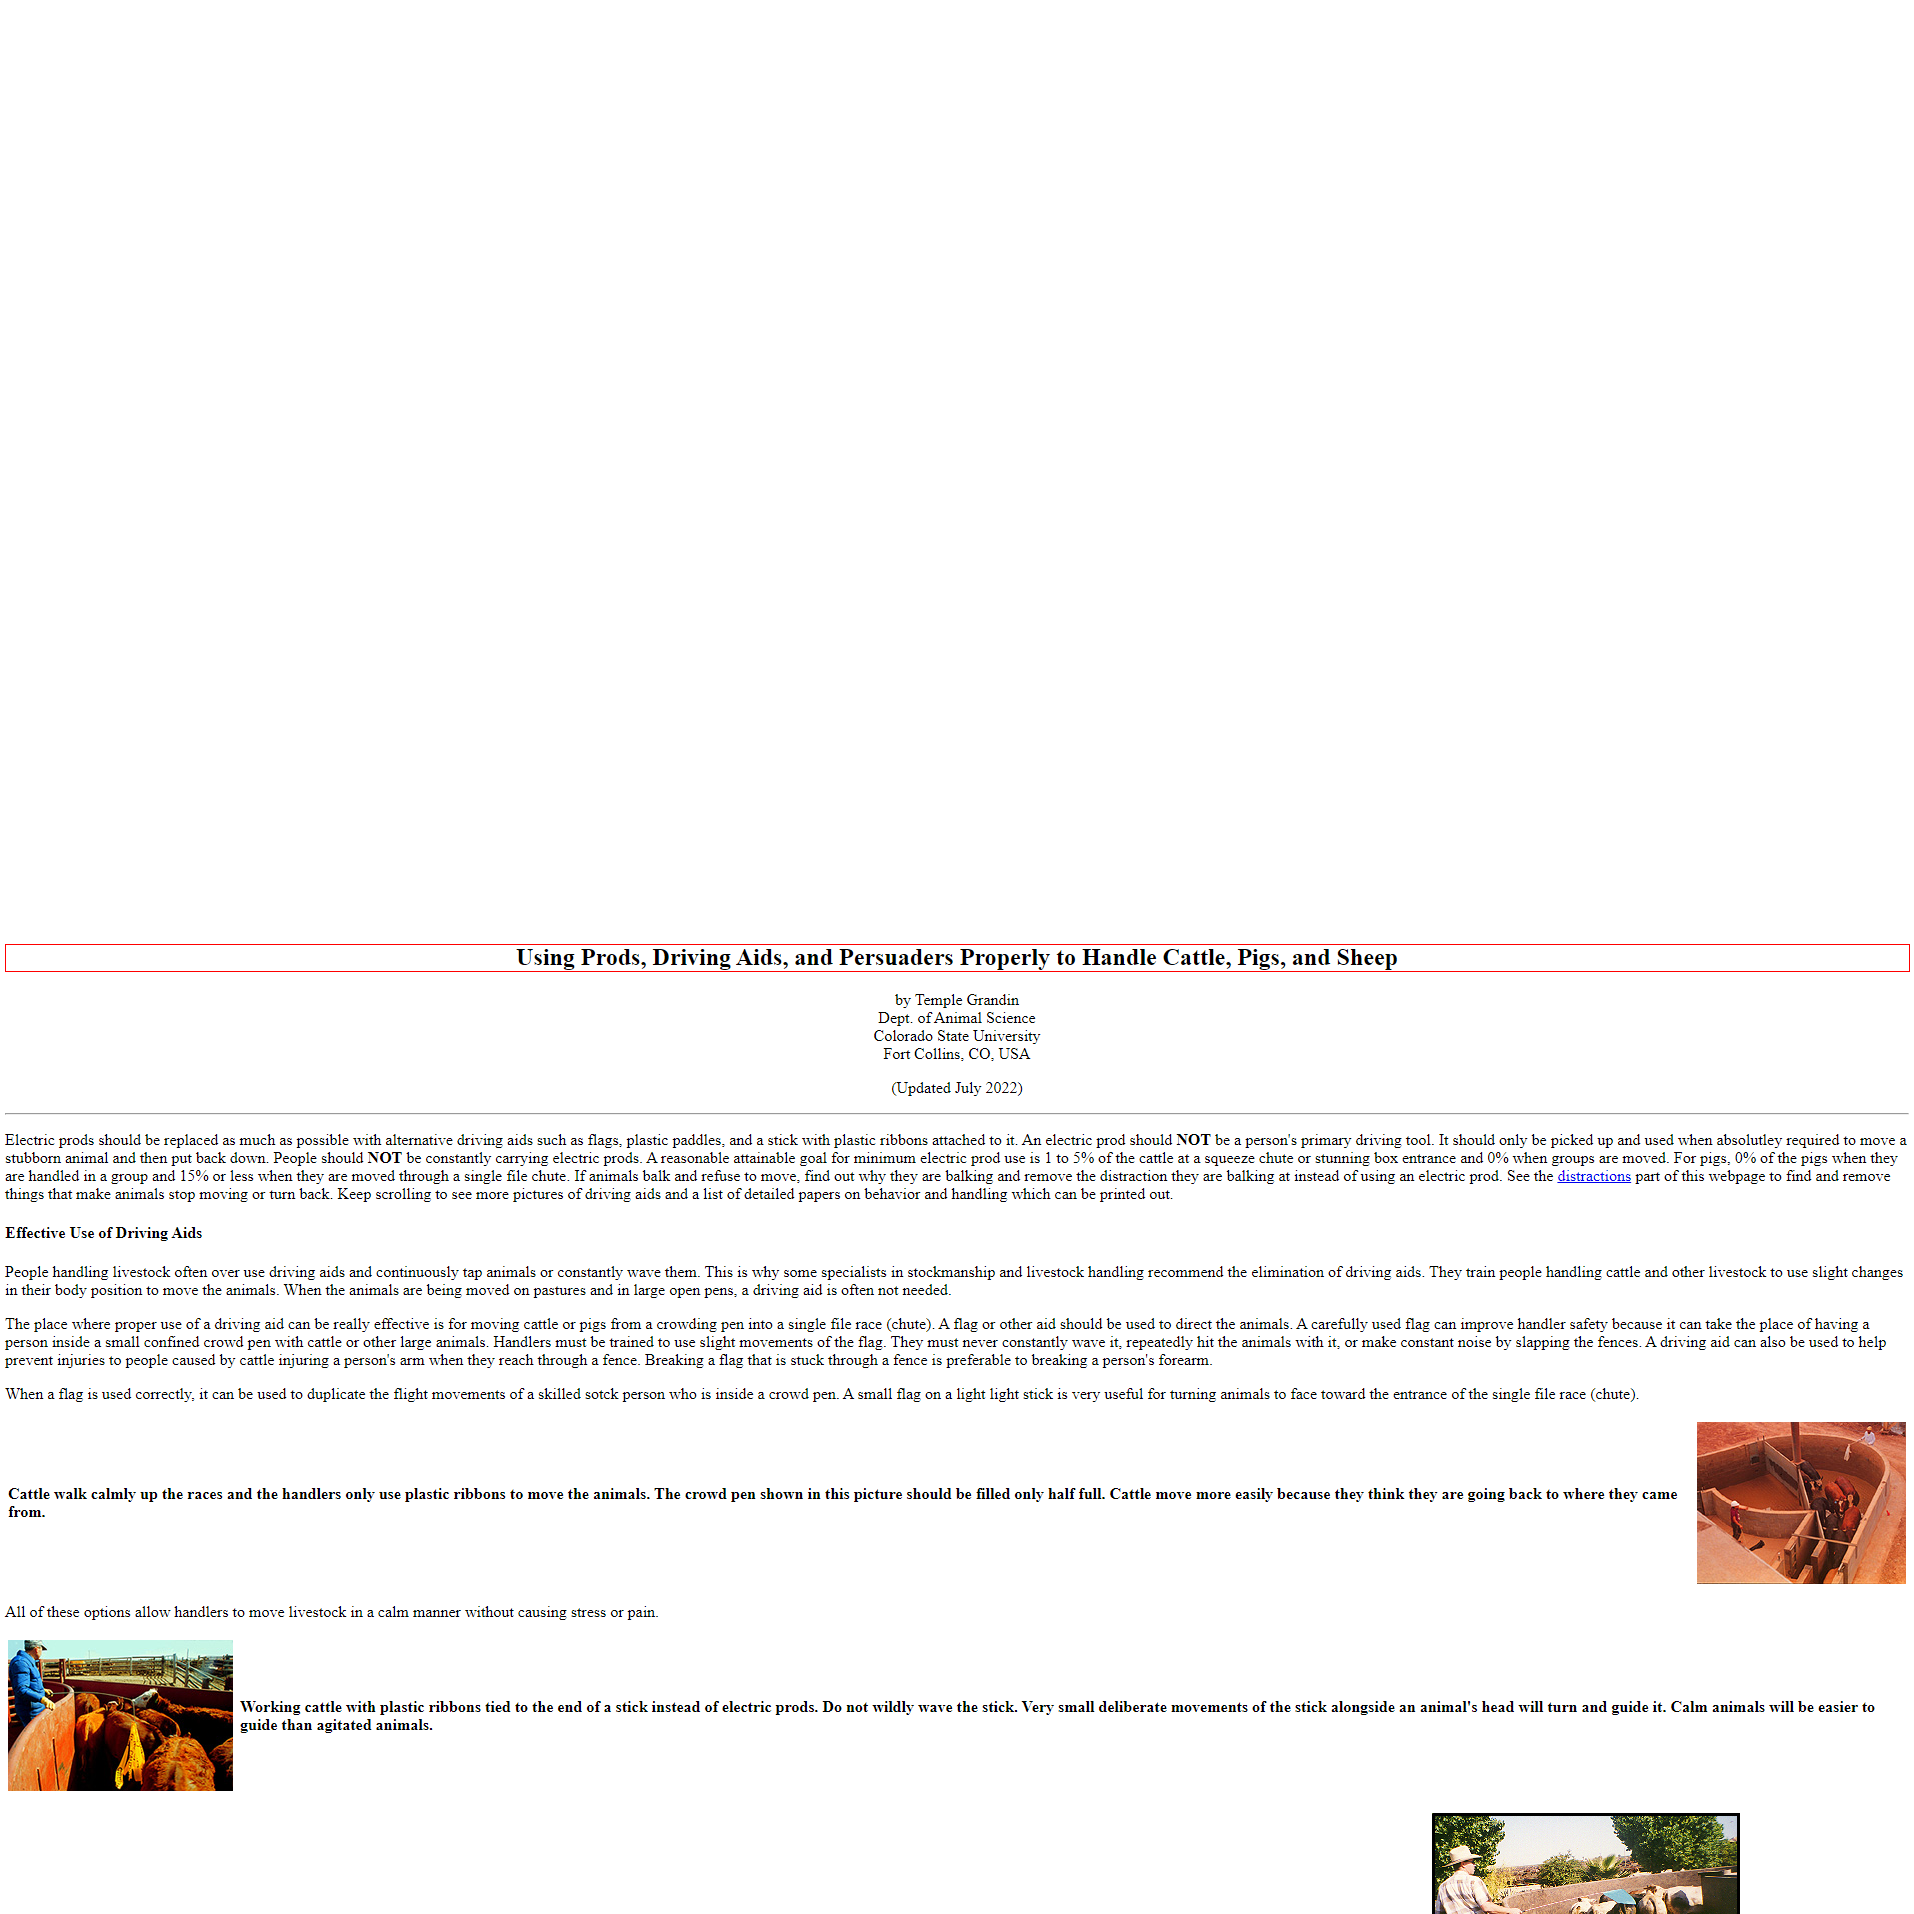 Using Prods, Driving Aids, and Persuaders Properly to Handle Cattle, Pigs, and Sheep
by Temple Grandin
Dept. of Animal Science
Colorado State University
Fort Collins, CO, USA
(Updated July 2022)
Electric prods should be replaced as much as possible with alternative driving aids such as flags, plastic paddles, and a stick with plastic ribbons attached to it. An electric prod should NOT be a person's primary driving tool. It should only be picked up and used when absolutley required to move a
stubborn animal and then put back down. People should NOT be constantly carrying electric prods. A reasonable attainable goal for minimum electric prod use is 1 to 5% of the cattle at a squeeze chute or stunning box entrance and 0% when groups are moved. For pigs, 0% of the pigs when they
are handled in a group and 15% or less when they are moved through a single file chute. If animals balk and refuse to move, find out why they are balking and remove the distraction they are balking at instead of using an electric prod. See the distractions part of this webpage to find and remove
things that make animals stop moving or turn back. Keep scrolling to see more pictures of driving aids and a list of detailed papers on behavior and handling which can be printed out.
Effective Use of Driving Aids
People handling livestock often over use driving aids and continuously tap animals or constantly wave them. This is why some specialists in stockmanship and livestock handling recommend the elimination of driving aids. They train people handling cattle and other livestock to use slight changes
in their body position to move the animals. When the animals are being moved on pastures and in large open pens, a driving aid is often not needed.
The place where proper use of a driving aid can be really effective is for moving cattle or pigs from a crowding pen into a single file race (chute). A flag or other aid should be used to direct the animals. A carefully used flag can improve handler safety because it can take the place of having a
person inside a small confined crowd pen with cattle or other large animals. Handlers must be trained to use slight movements of the flag. They must never constantly wave it, repeatedly hit the animals with it, or make constant noise by slapping the fences. A driving aid can also be used to help
prevent injuries to people caused by cattle injuring a person's arm when they reach through a fence. Breaking a flag that is stuck through a fence is preferable to breaking a person's forearm.
When a flag is used correctly, it can be used to duplicate the flight movements of a skilled sotck person who is inside a crowd pen. A small flag on a light light stick is very useful for turning animals to face toward the entrance of the single file race (chute).
Cattle walk calmly up the races and the handlers only use plastic ribbons to move the animals. The crowd pen shown in this picture should be filled only half full. Cattle move more easily because they think they are going back to where they came
from.
All of these options allow handlers to move livestock in a calm manner without causing stress or pain.
Working cattle with plastic ribbons tied to the end of a stick instead of electric prods. Do not wildly wave the stick. Very small deliberate movements of the stick alongside an animal's head will turn and guide it. Calm animals will be easier to
guide than agitated animals.